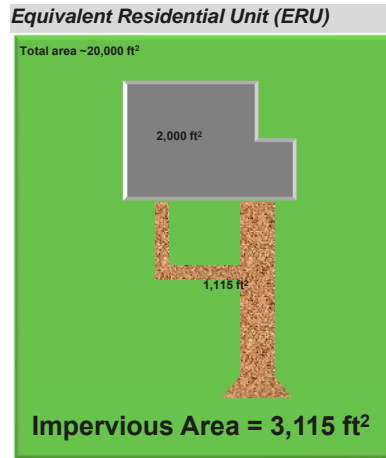 Equivalent Residential Unit (ERU)
Total area ~20,000 ft²
2,000 ft²
1,115 ft²
Impervious Area = 3,115 ft²